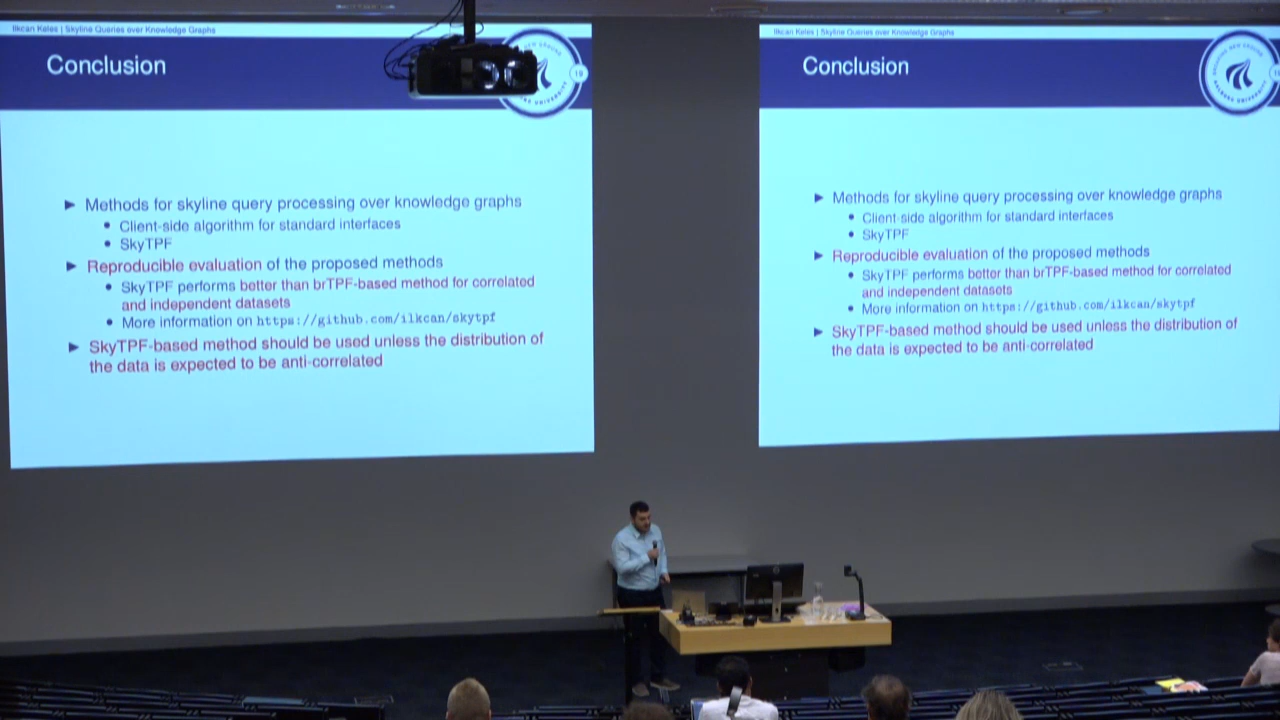 Ilkcan Keles | Skyline Queries over Knowledge Graphs
Conclusion
19
▶ Methods for skyline query processing over knowledge graphs
• Client-side algorithm for standard interfaces
• SkyTPF
▶ Reproducible evaluation of the proposed methods
• SkyTPF performs better than brTPF-based method for correlated
and independent datasets
• More information on https://github.com/ilkcan/skytpf
▶ SkyTPF-based method should be used unless the distribution of
the data is expected to be anti-correlated
Ilkcan Keles | Skyline Queries over Knowledge Graphs
Conclusion
AALBORG UNIVERSITY
▶ Methods for skyline query processing over knowledge graphs
• Client-side algorithm for standard interfaces
• SkyTPF
▶ Reproducible evaluation of the proposed methods
• SkyTPF performs better than brTPF-based method for correlated
and independent datasets
• More information on https://github.com/ilkcan/skytpf
▶ SkyTPF-based method should be used unless the distribution of
the data is expected to be anti-correlated